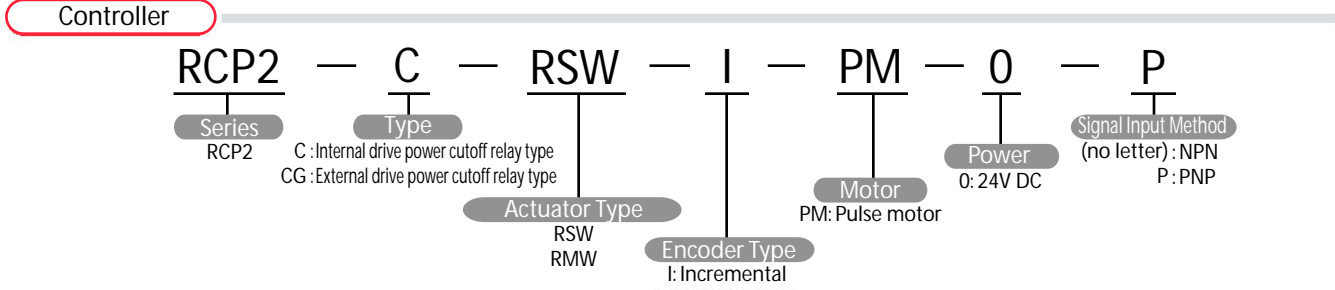 Controller
RCP2 — C — RSW — I — PM — 0 — P
Series
RCP2
Type
C : Internal drive power cutoff relay type
CG : External drive power cutoff relay type
Actuator Type
RSW
RMW
Encoder Type
I: Incremental
Motor
PM: Pulse motor
Power
0: 24V DC
Signal Input Method
(no letter) : NPN
P : PNP